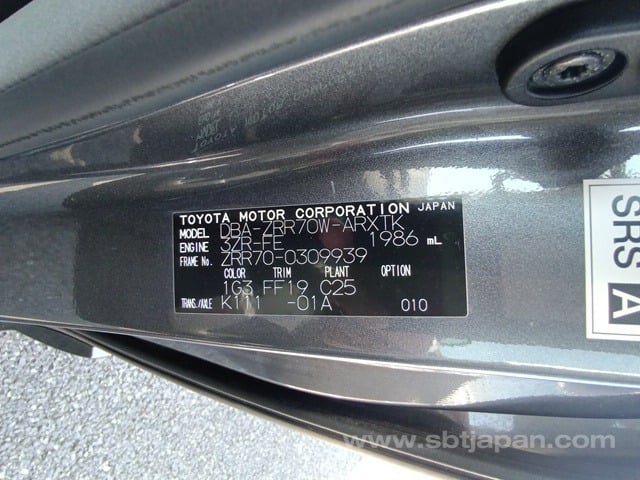 TOYOTA MOTOR CORPORATION JAPAN
MODEL DBA-ZRR70W-ARXTK
ENGINE 3ZR-FE 1986 mL
FRAME No. ZRR70-0309939
COLOR TRIM PLANT OPTION
1G3 FF19 C25
TRANS./AXLE K111 -01A 010
SRS A
www.sbtjapan.com